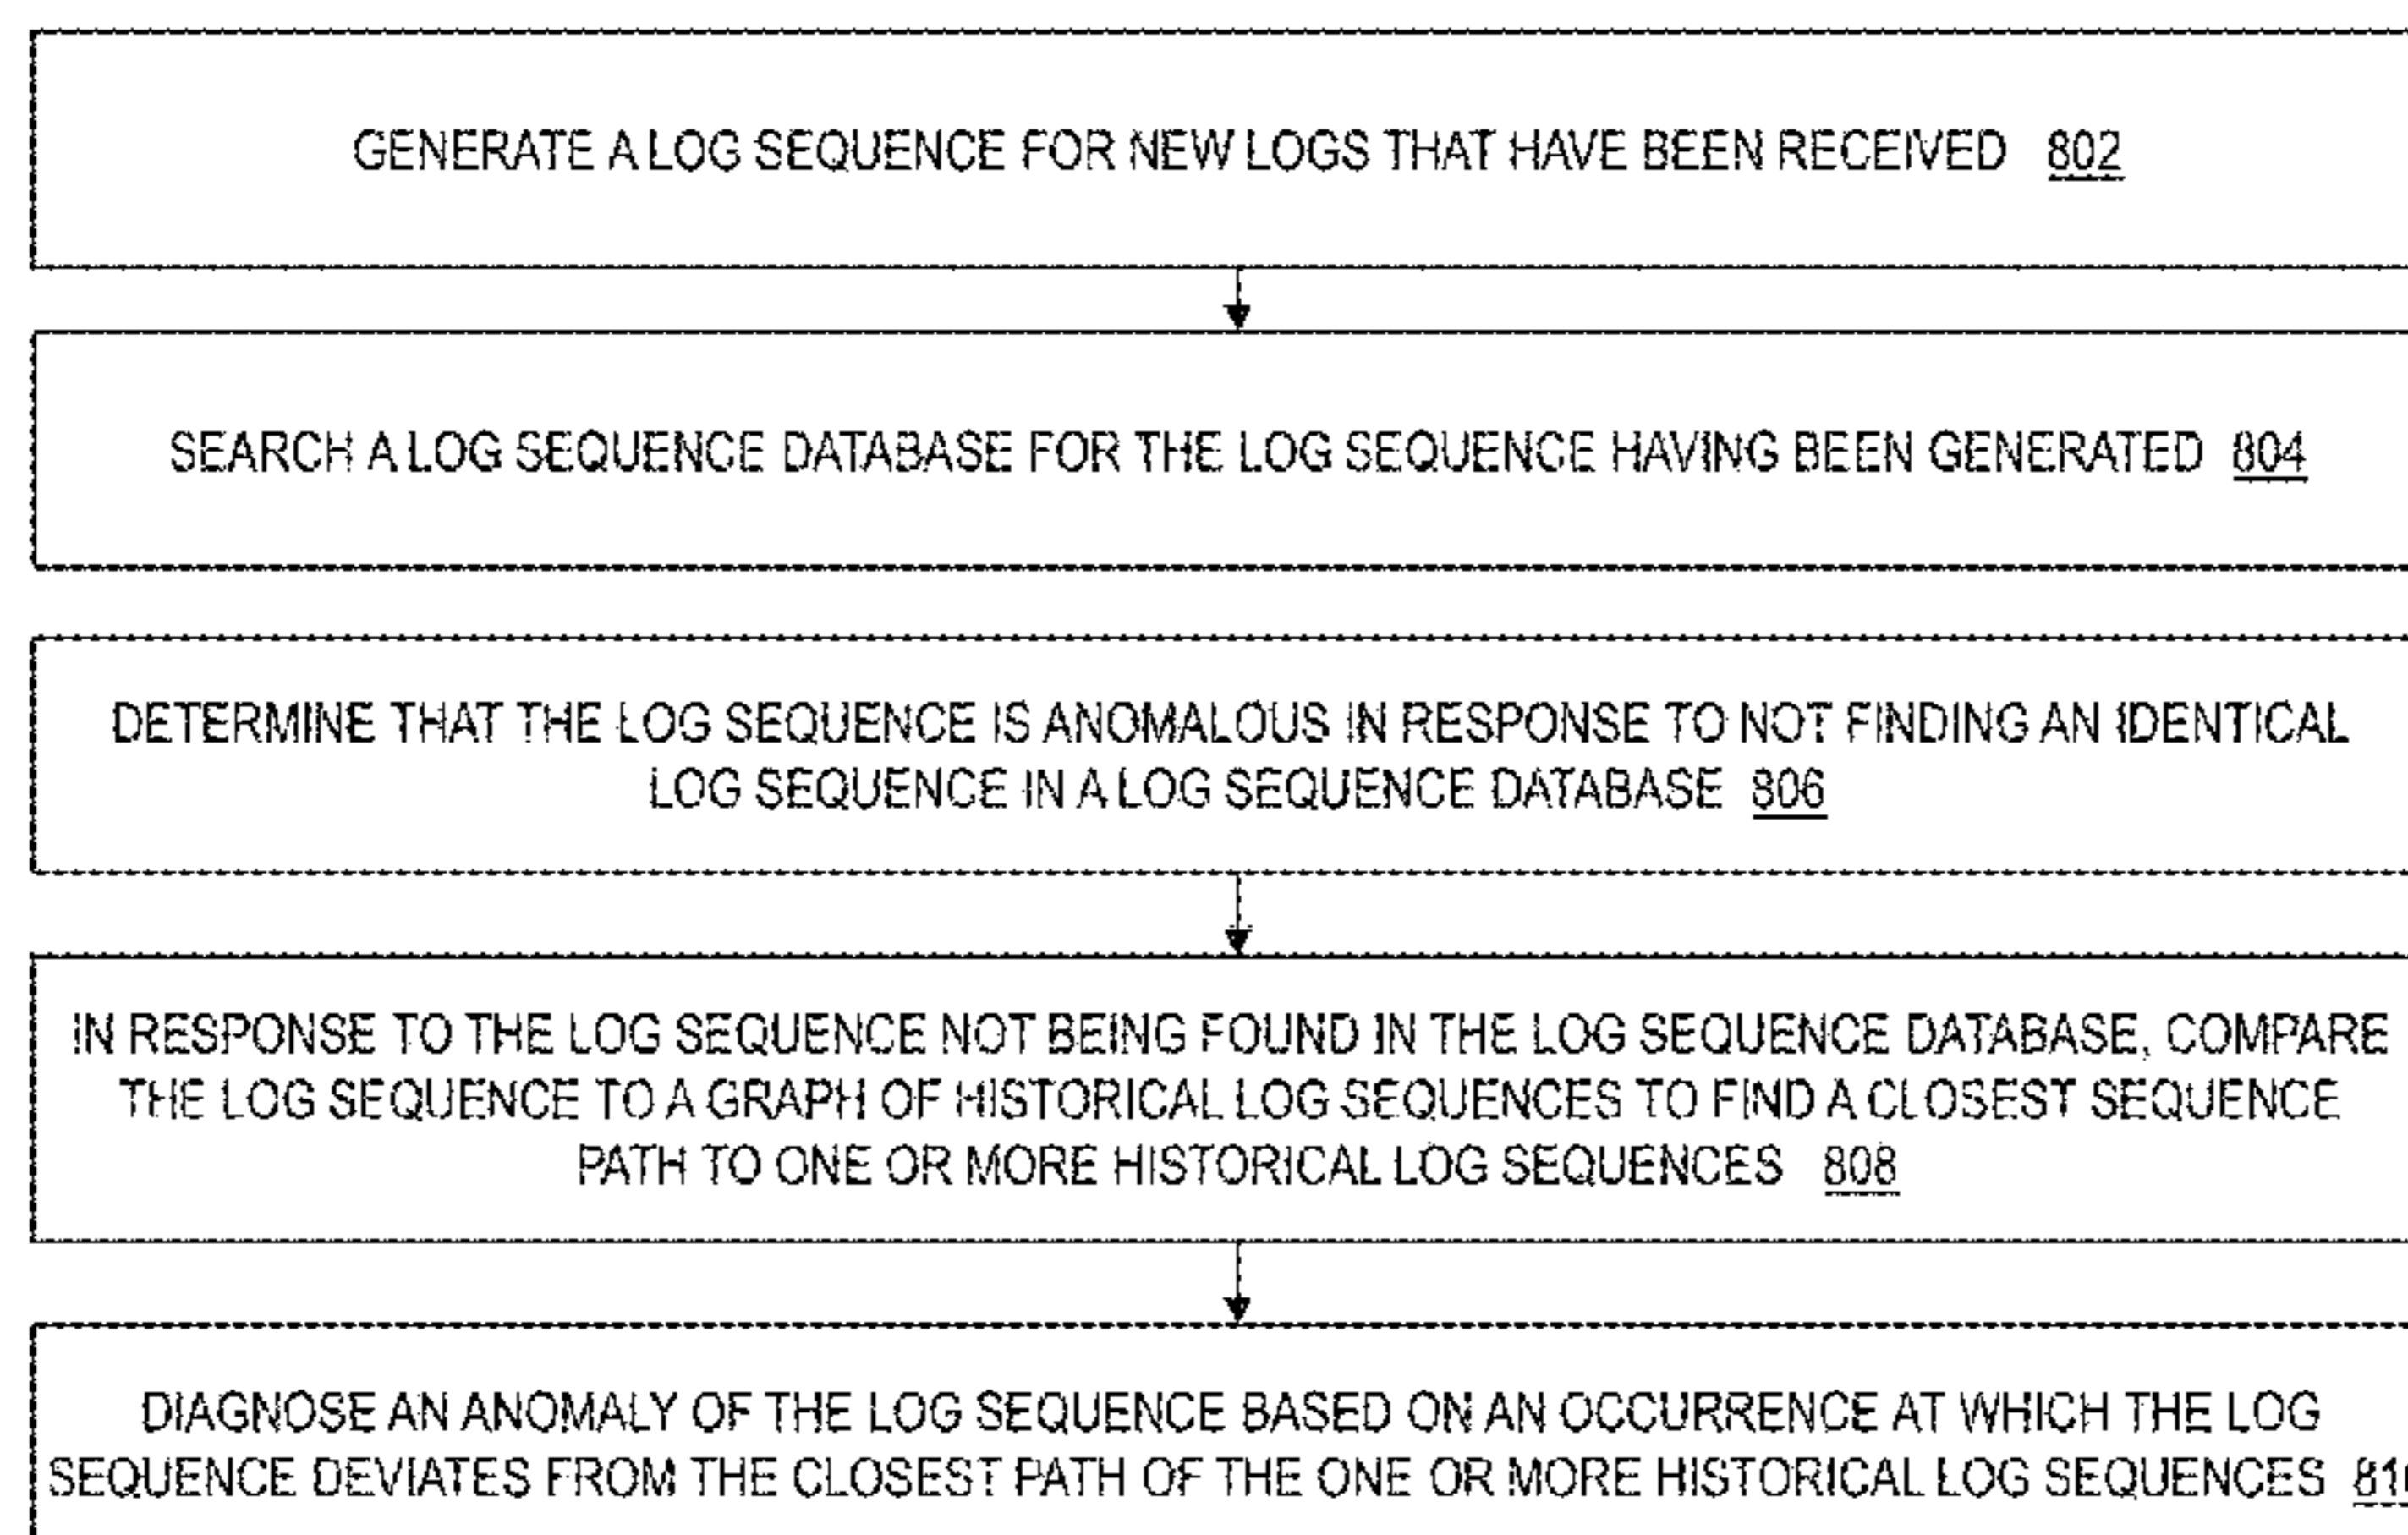 GENERATE A LOG SEQUENCE FOR NEW LOGS THAT HAVE BEEN RECEIVED 802
SEARCH A LOG SEQUENCE DATABASE FOR THE LOG SEQUENCE HAVING BEEN GENERATED 804
DETERMINE THAT THE LOG SEQUENCE IS ANOMALOUS IN RESPONSE TO NOT FINDING AN IDENTICAL
LOG SEQUENCE IN A LOG SEQUENCE DATABASE 806
IN RESPONSE TO THE LOG SEQUENCE NOT BEING FOUND IN THE LOG SEQUENCE DATABASE, COMPARE
THE LOG SEQUENCE TO A GRAPH OF HISTORICAL LOG SEQUENCES TO FIND A CLOSEST SEQUENCE
PATH TO ONE OR MORE HISTORICAL LOG SEQUENCES 808
DIAGNOSE AN ANOMALY OF THE LOG SEQUENCE BASED ON AN OCCURRENCE AT WHICH THE LOG
SEQUENCE DEVIATES FROM THE CLOSEST PATH OF THE ONE OR MORE HISTORICAL LOG SEQUENCES